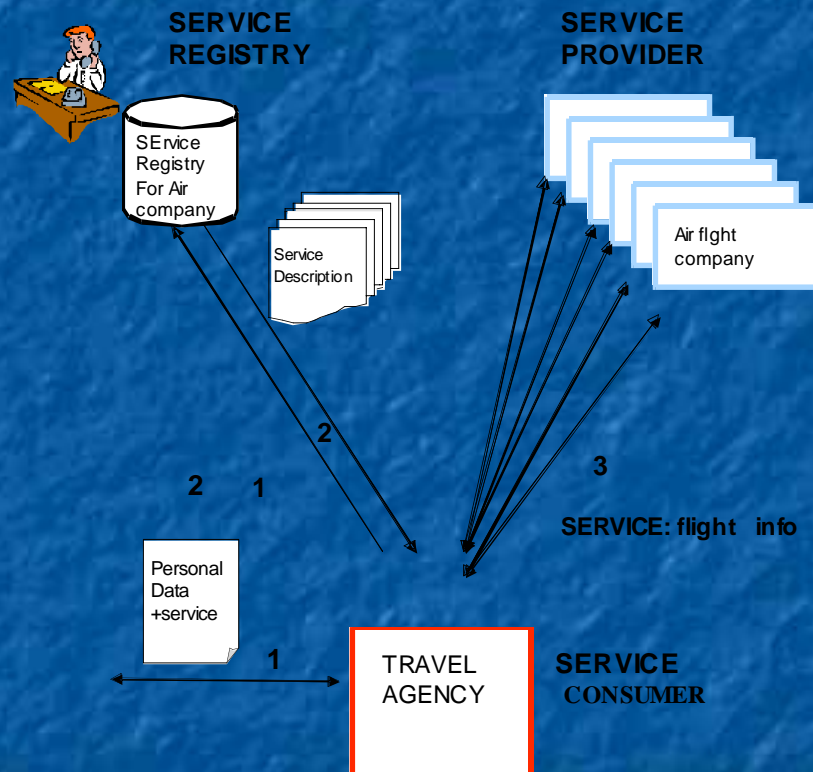 SERVICE
REGISTRY
SERVICE
PROVIDER
SErvice
Registry
For Air
company
Service
Description
Air flght
company
2
2 1
3
SERVICE: flight info
Personal
Data
+service
1
TRAVEL
AGENCY
SERVICE
CONSUMER